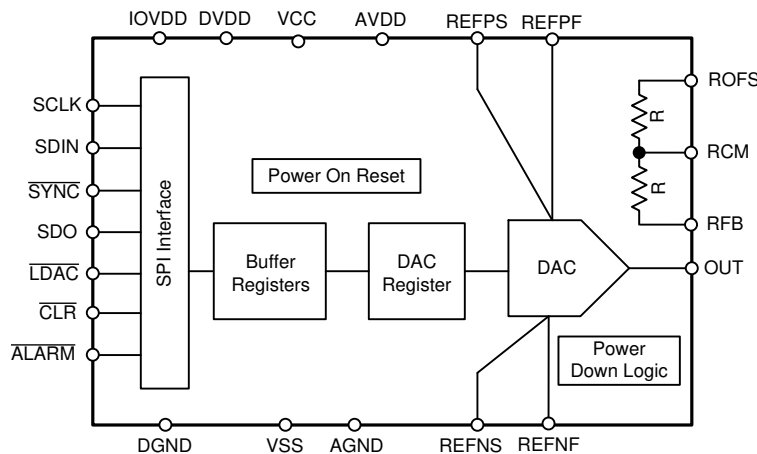 IOVDD DVDD VCC AVDD REFPS REFPF
SCLK
SDIN
SYNC
SDO
LDAC
CLR
ALARM
SPI Interface
Power On Reset
Buffer
Registers
DAC
Register
DAC
Power
Down Logic
R
R
ROFS
RCM
RFB
OUT
DGND VSS AGND REFNS REFNF